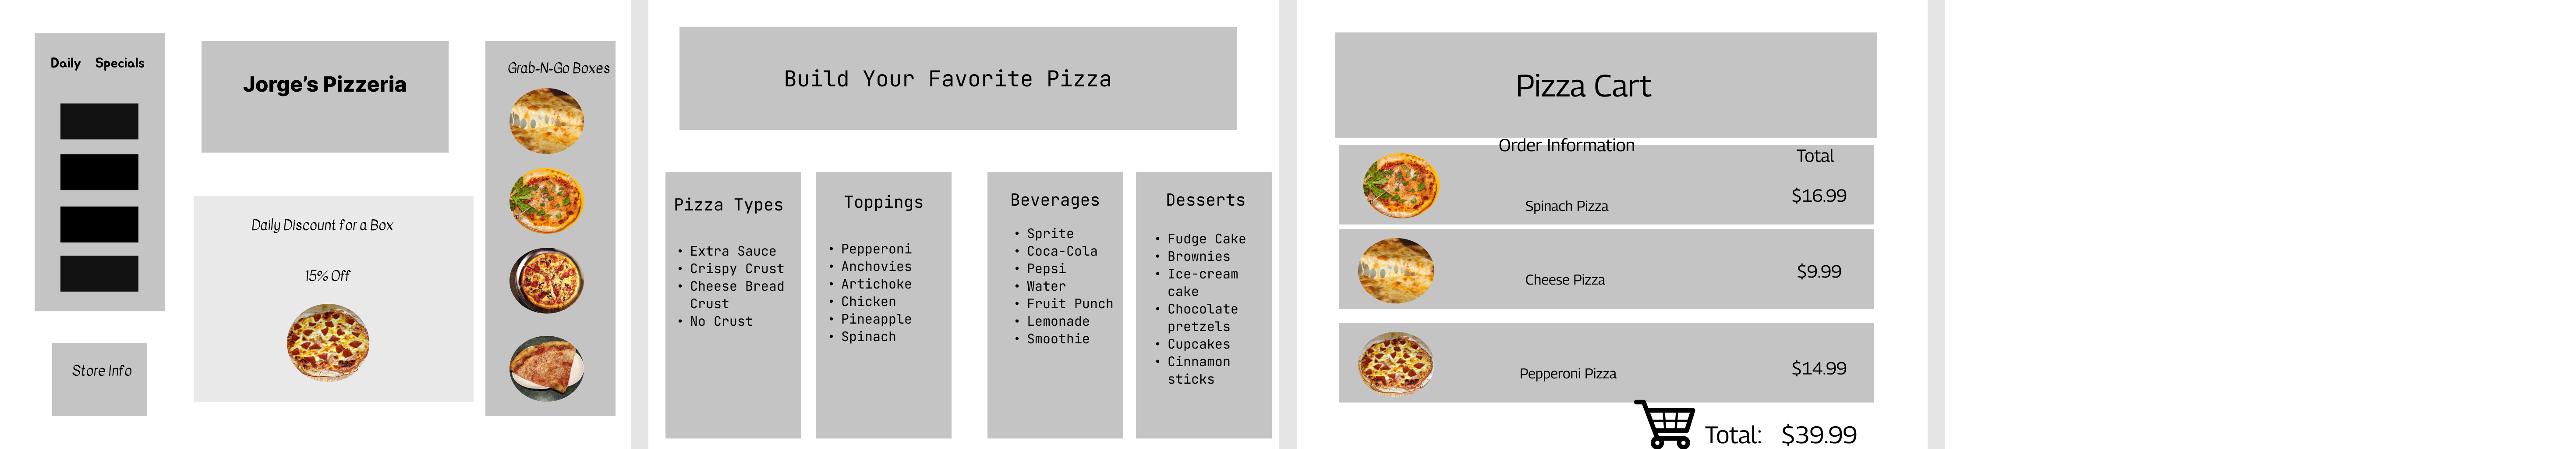 Daily Specials
Store Info
Jorge's Pizzeria
Daily Discount for a Box
15% Off
Grab-N-Go Boxes
Build Your Favorite Pizza
Pizza Types
• Extra Sauce
• Crispy Crust
• Cheese Bread
Crust
• No Crust
Toppings
• Pepperoni
• Anchovies
• Artichoke
• Chicken
• Pineapple
• Spinach
Beverages
• Sprite
• Coca-Cola
• Pepsi
• Water
• Fruit Punch
• Lemonade
• Smoothie
Desserts
• Fudge Cake
• Brownies
• Ice-cream
cake
• Chocolate
pretzels
• Cupcakes
• Cinnamon
sticks
Pizza Cart
Order Information
Total
Spinach Pizza
$16.99
Cheese Pizza
$9.99
Pepperoni Pizza
$14.99
Total: $39.99